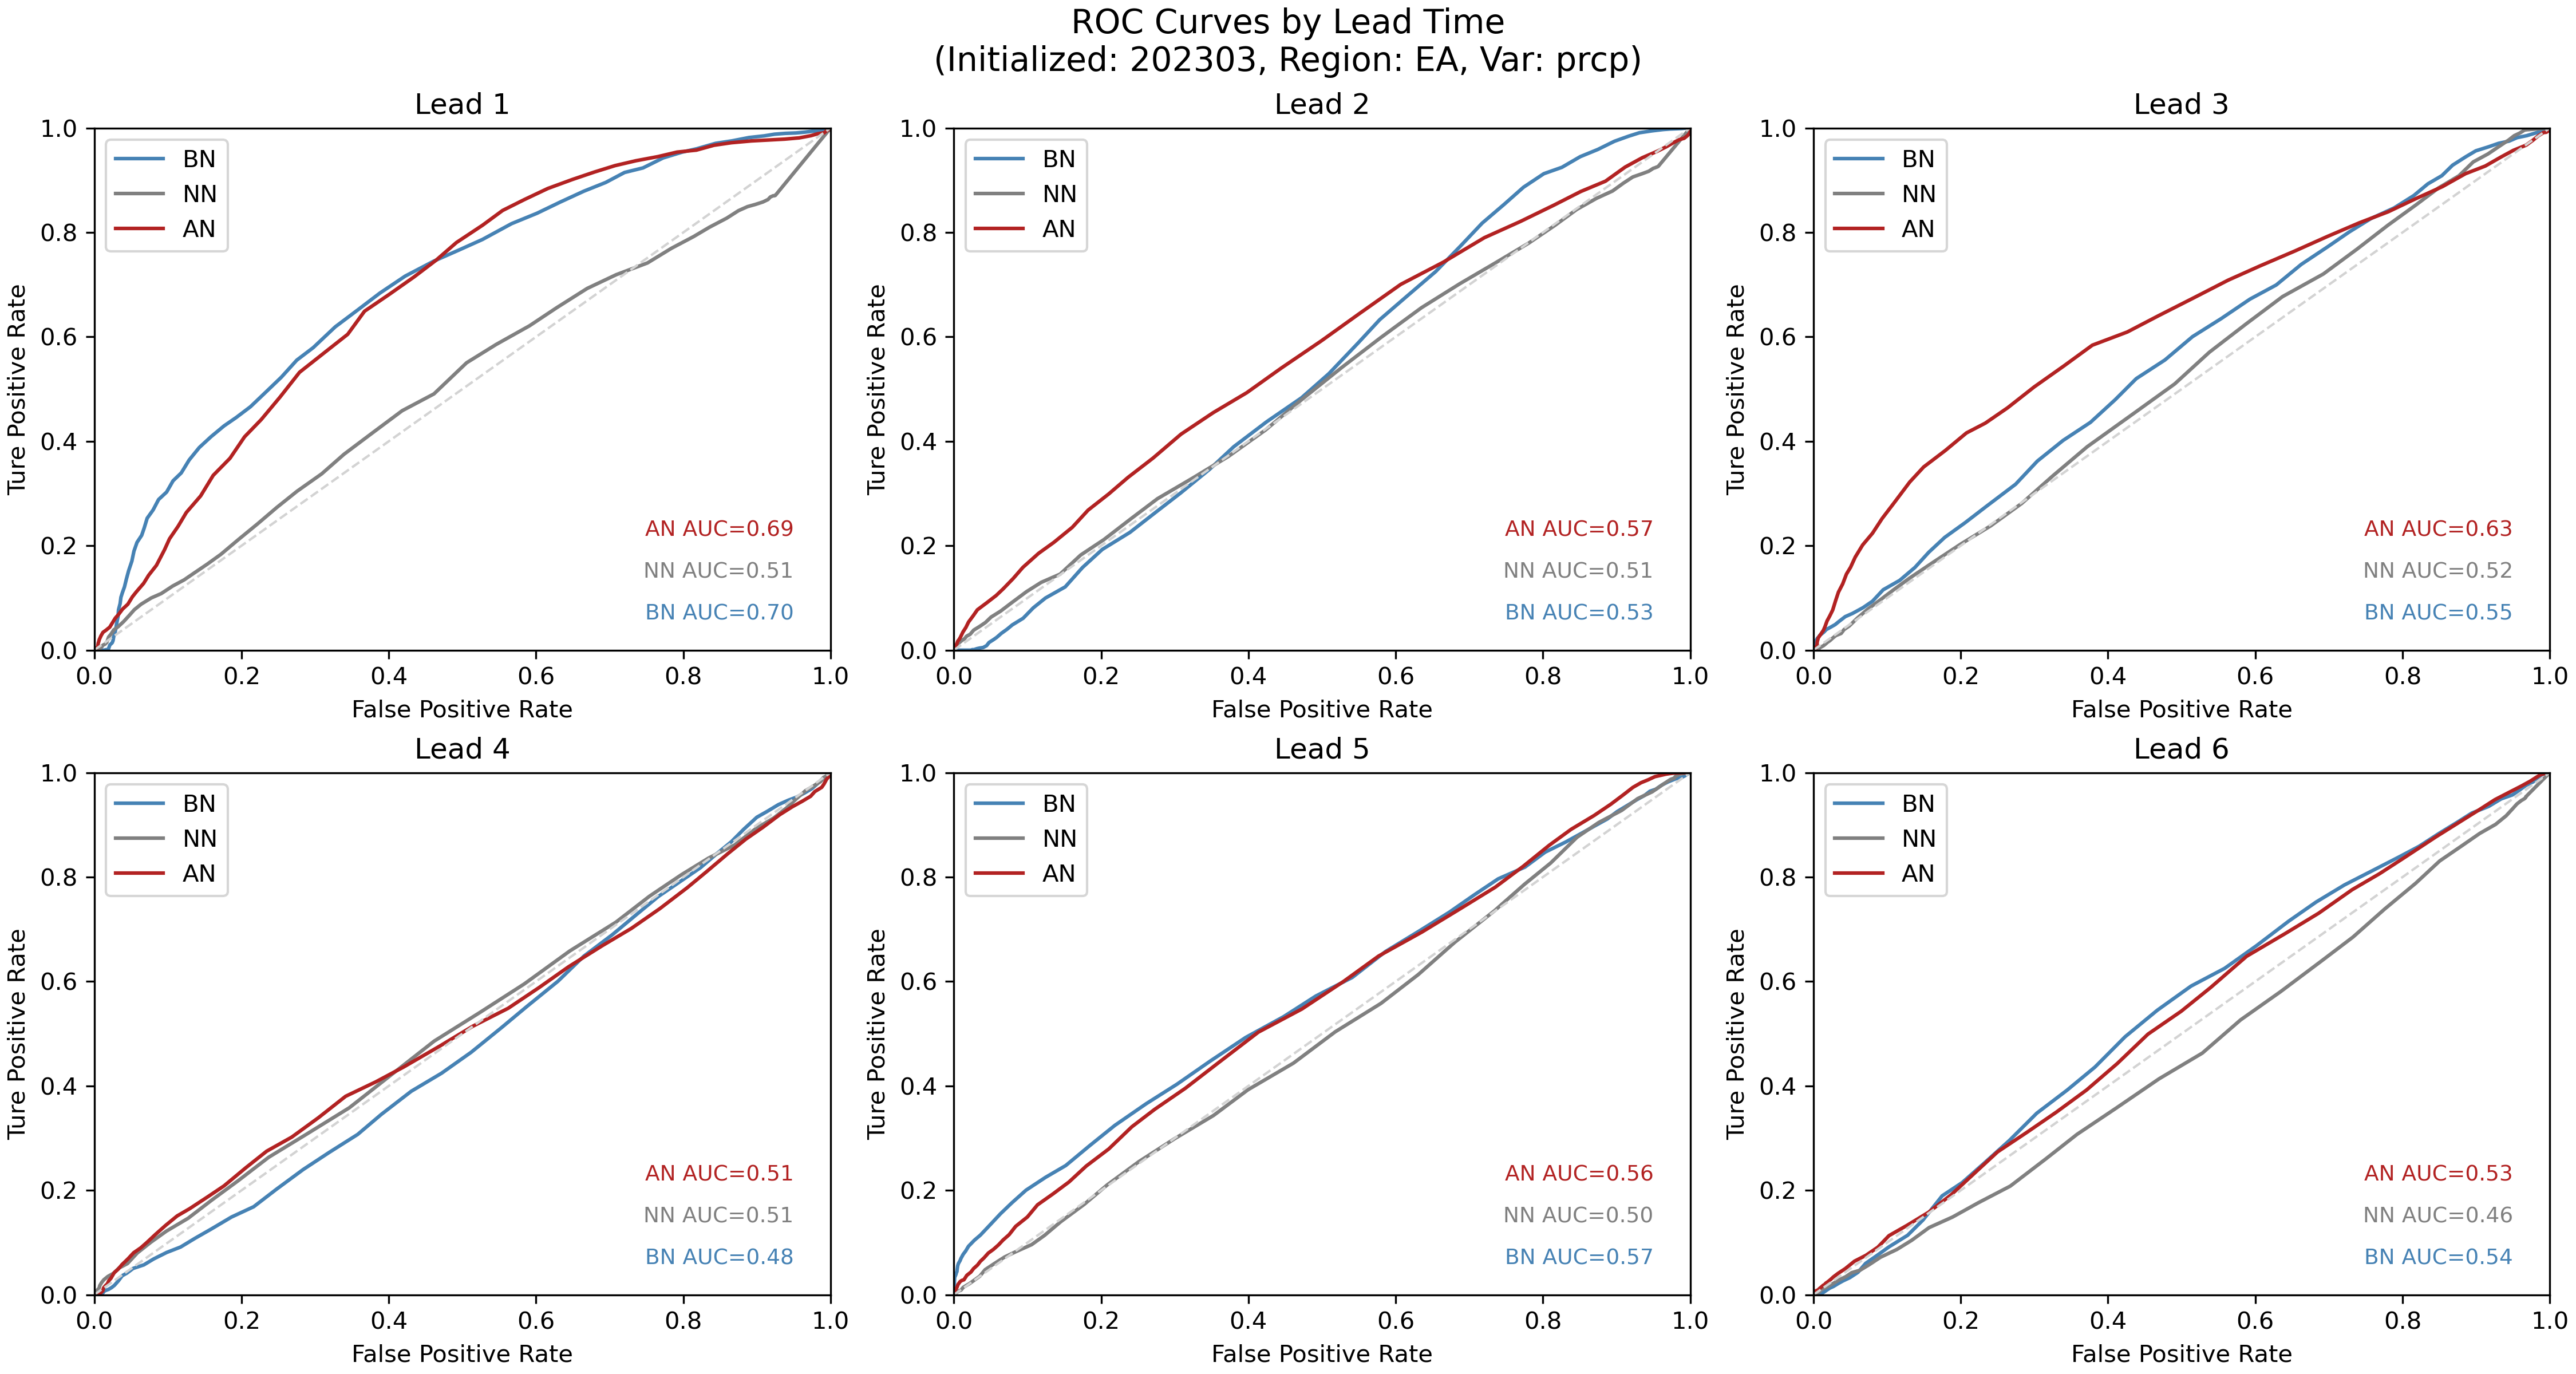 ROC Curves by Lead Time
(Initialized: 202303, Region: EA, Var: prcp)
Lead 1
1.0
0.8
0.6
0.4
0.2
0.0
Ture Positive Rate
BN
NN
AN
AN AUC=0.69
NN AUC=0.51
BN AUC=0.70
0.0 0.2 0.4 0.6 0.8 1.0
False Positive Rate
Lead 2
1.0
0.8
0.6
0.4
0.2
0.0
Ture Positive Rate
BN
NN
AN
AN AUC=0.57
NN AUC=0.51
BN AUC=0.53
0.0 0.2 0.4 0.6 0.8 1.0
False Positive Rate
Lead 3
1.0
0.8
0.6
0.4
0.2
0.0
Ture Positive Rate
BN
NN
AN
AN AUC=0.63
NN AUC=0.52
BN AUC=0.55
0.0 0.2 0.4 0.6 0.8 1.0
False Positive Rate
Lead 4
1.0
0.8
0.6
0.4
0.2
0.0
Ture Positive Rate
BN
NN
AN
AN AUC=0.51
NN AUC=0.51
BN AUC=0.48
0.0 0.2 0.4 0.6 0.8 1.0
False Positive Rate
Lead 5
1.0
0.8
0.6
0.4
0.2
0.0
Ture Positive Rate
BN
NN
AN
AN AUC=0.56
NN AUC=0.50
BN AUC=0.57
0.0 0.2 0.4 0.6 0.8 1.0
False Positive Rate
Lead 6
1.0
0.8
0.6
0.4
0.2
0.0
Ture Positive Rate
BN
NN
AN
AN AUC=0.53
NN AUC=0.46
BN AUC=0.54
0.0 0.2 0.4 0.6 0.8 1.0
False Positive Rate